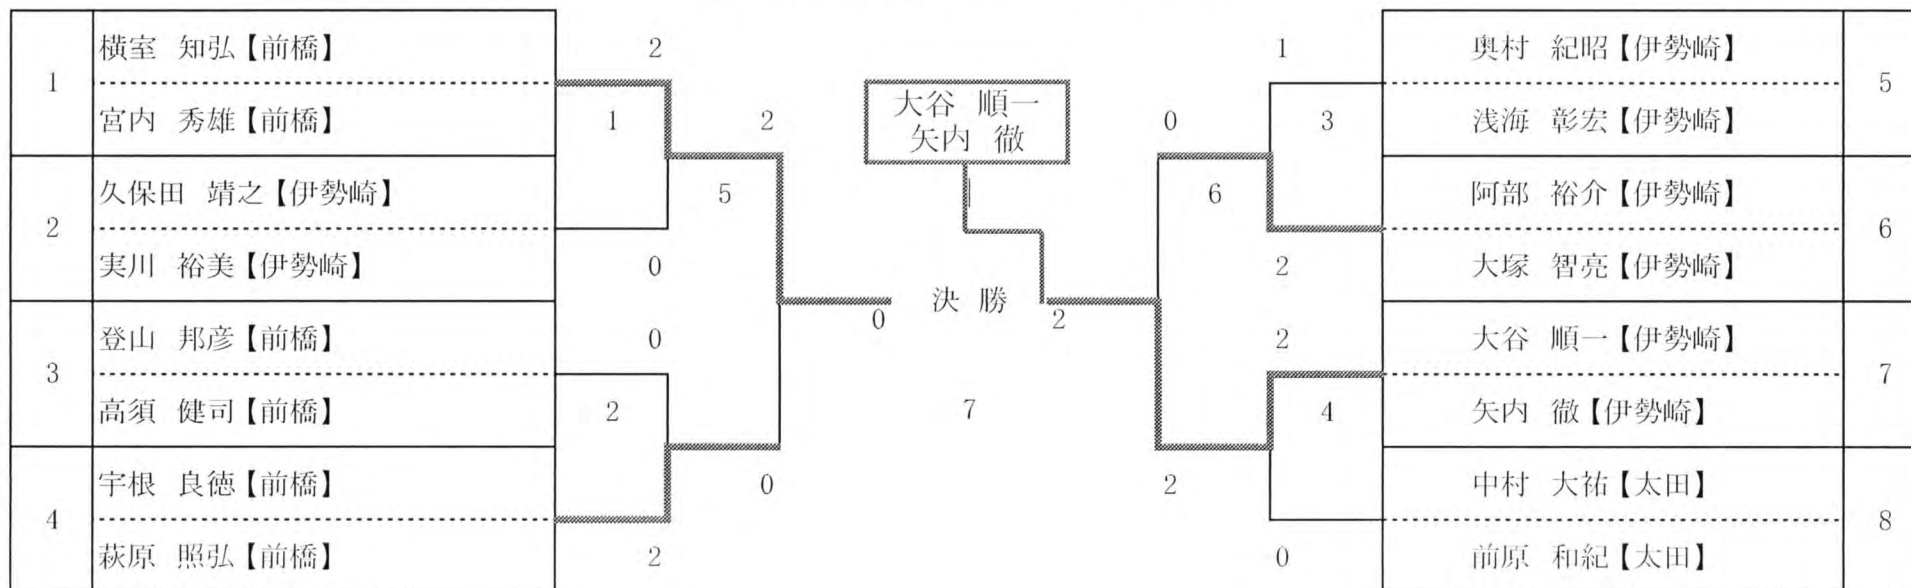 1
横室 知弘【前橋】
宮内 秀雄【前橋】
2
久保田 靖之【伊勢崎】
実川 裕美【伊勢崎】
3
登山 邦彦【前橋】
高須 健司【前橋】
4
宇根 良徳【前橋】
萩原 照弘【前橋】
2
1
2
5
0
0
2
0
2
大谷 順一
矢内 徹
決 勝
0
2
7
1
0
3
6
2
2
4
2
0
奥村 紀昭【伊勢崎】
浅海 彰宏【伊勢崎】
5
阿部 裕介【伊勢崎】
大塚 智亮【伊勢崎】
6
大谷 順一【伊勢崎】
矢内 徹【伊勢崎】
7
中村 大祐【太田】
前原 和紀【太田】
8